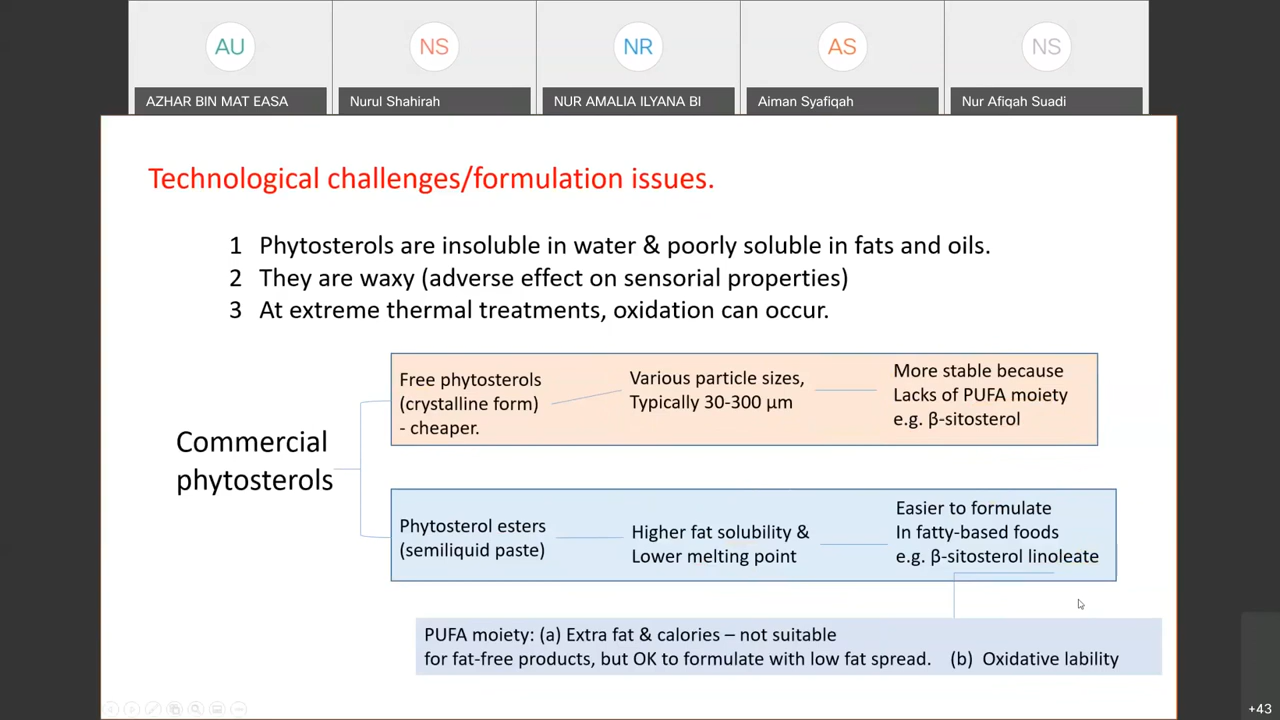 AU NS NR AS NS
AZHAR BIN MAT EASA Nurul Shahirah NUR AMALIA ILYANA BI Aiman Syafiqah Nur Afiqah Suadi
Technological challenges/formulation issues.
1 Phytosterols are insoluble in water & poorly soluble in fats and oils.
2 They are waxy (adverse effect on sensorial properties)
3 At extreme thermal treatments, oxidation can occur.
Commercial
phytosterols
Free phytosterols
(crystalline form)
- cheaper.
Various particle sizes,
Typically 30-300 µm
More stable because
Lacks of PUFA moiety
e.g. β-sitosterol
Phytosterol esters
(semiliquid paste)
Higher fat solubility &
Lower melting point
Easier to formulate
In fatty-based foods
e.g. β-sitosterol linoleate
PUFA moiety: (a) Extra fat & calories – not suitable
for fat-free products, but OK to formulate with low fat spread. (b) Oxidative lability
+43